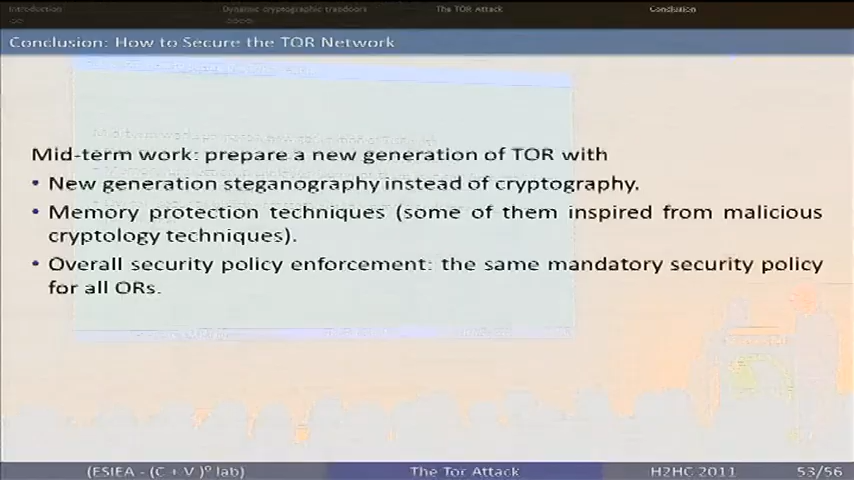 Introduction Dynamic cryptographic trapdoors The TOR Attack Conclusion
Conclusion: How to Secure the TOR Network
Mid-term work: prepare a new generation of TOR with
• New generation steganography instead of cryptography.
• Memory protection techniques (some of them inspired from malicious
cryptology techniques).
• Overall security policy enforcement: the same mandatory security policy
for all ORs.
(ESIEA - (C + V)⁰ lab) The Tor Attack H2HC 2011 53/56